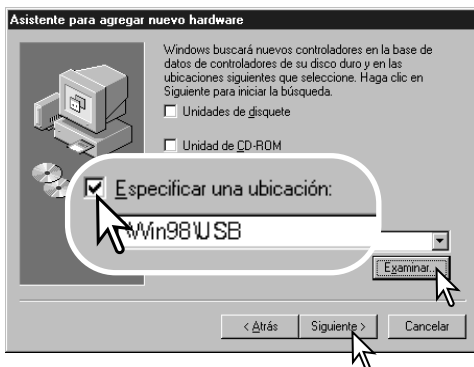 Asistente para agregar nuevo hardware
Windows buscará nuevos controladores en la base de
datos de controladores de su disco duro y en las
ubicaciones siguientes que seleccione. Haga clic en
Siguiente para iniciar la búsqueda.
Unidades de disquete
Unidad de CD-ROM
Especificar una ubicación:
\Win98\USB
Examinar...
< Atrás
Siguiente >
Cancelar